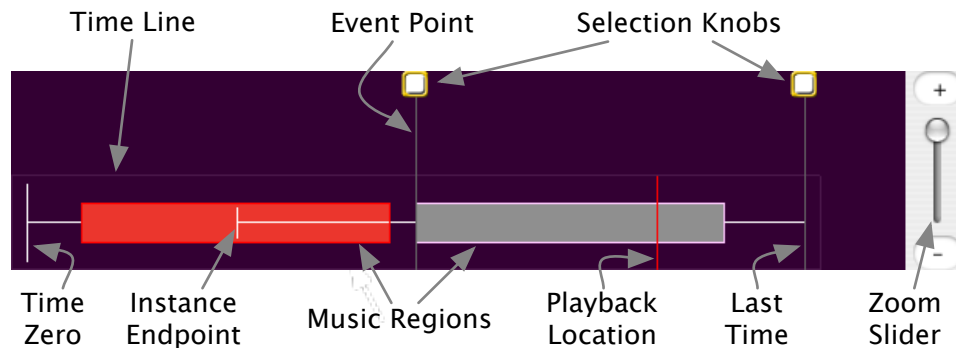 Time Line
Event Point
Selection Knobs
+
-
Time
Zero
Instance
Endpoint
Music Regions
Playback
Location
Last
Time
Zoom
Slider